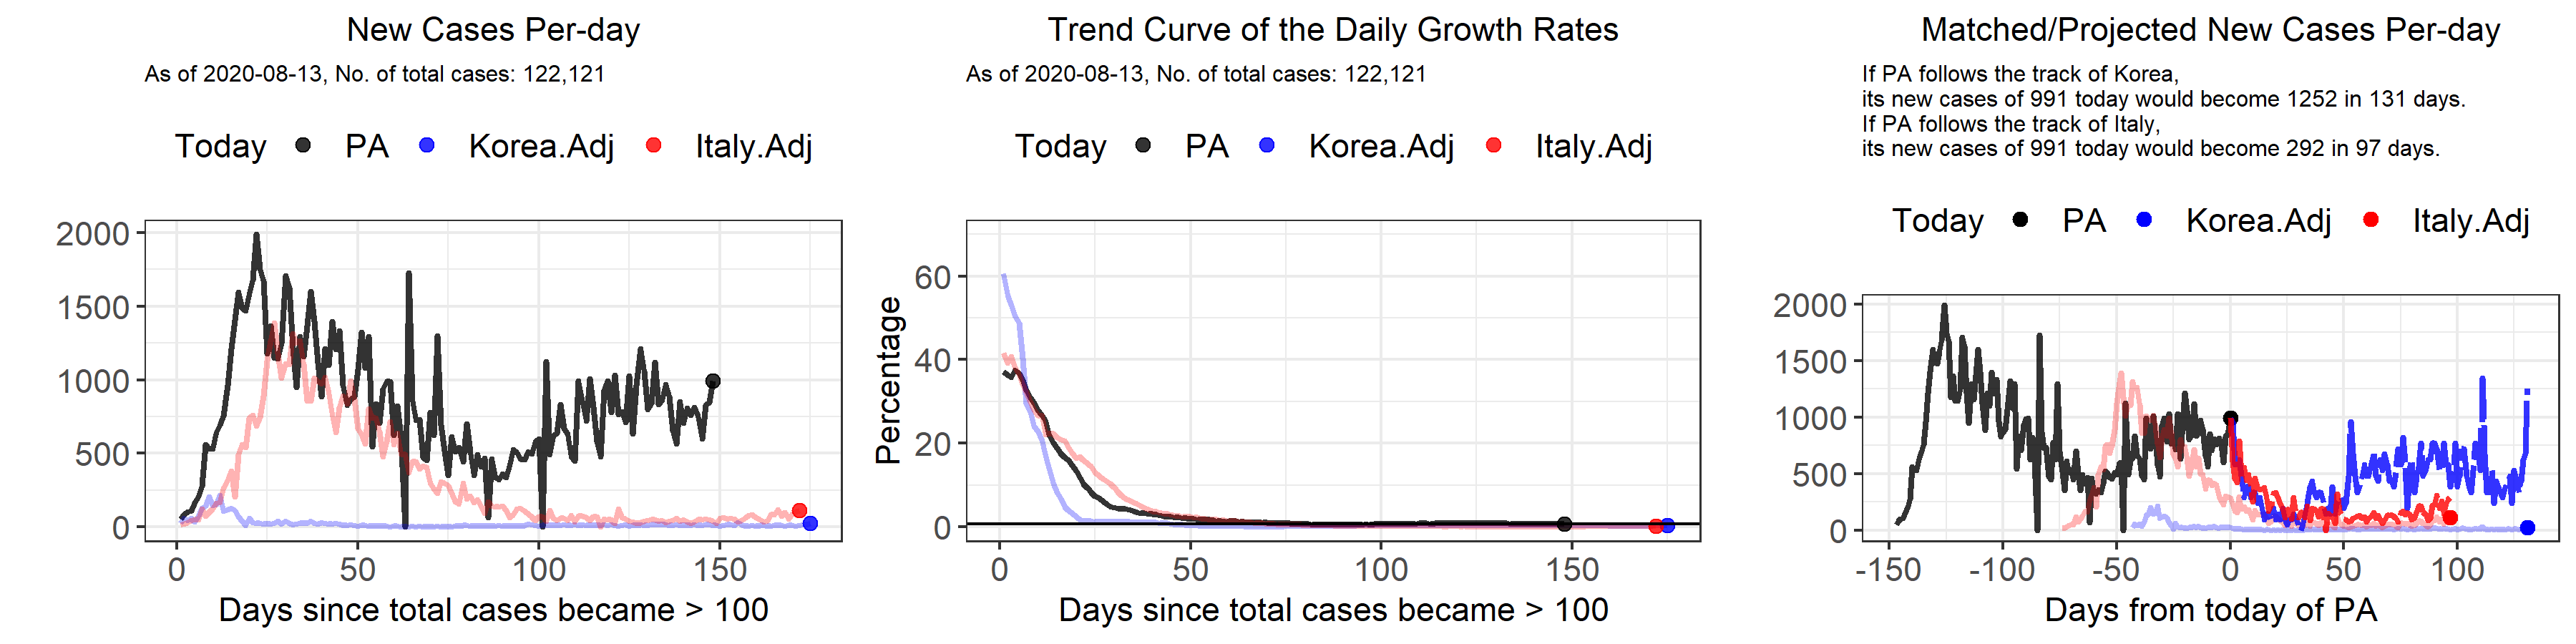 New Cases Per-day
As of 2020-08-13, No. of total cases: 122,121
Today PA Korea.Adj Italy.Adj
2000
1500
1000
500
0
0 50 100 150
Days since total cases became > 100
Trend Curve of the Daily Growth Rates
As of 2020-08-13, No. of total cases: 122,121
Today PA Korea.Adj Italy.Adj
Percentage
60
40
20
0
0 50 100 150
Days since total cases became > 100
Matched/Projected New Cases Per-day
If PA follows the track of Korea,
its new cases of 991 today would become 1252 in 131 days.
If PA follows the track of Italy,
its new cases of 991 today would become 292 in 97 days.
Today PA Korea.Adj Italy.Adj
2000
1500
1000
500
0
-150 -100 -50 0 50 100
Days from today of PA